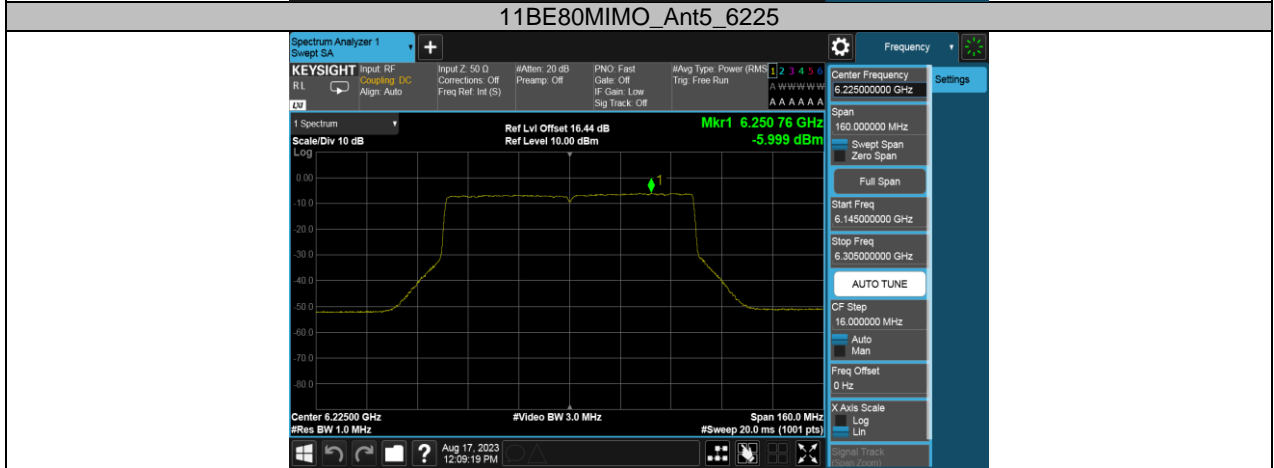 11BE80MIMO_Ant5_6225
Spectrum Analyzer 1
Swept SA
Frequency
KEYSIGHT
RL
LXI
Input: RF
Coupling: DC
Align: Auto
Input Z: 50 Ω
Corrections: Off
Freq Ref: Int (S)
#Atten: 20 dB
Preamp: Off
PNO: Fast
Gate: Off
IF Gain: Low
Sig Track: Off
#Avg Type: Power (RMS
Trig: Free Run
1 2 3 4 5 6
A W W W W W
A A A A A A
1 Spectrum
Scale/Div 10 dB
Log
Ref Lvl Offset 16.44 dB
Ref Level 10.00 dBm
Mkr1 6.250 76 GHz
-5.999 dBm
1
0.00
-10.0
-20.0
-30.0
-40.0
-50.0
-60.0
-70.0
-80.0
Center 6.22500 GHz
#Res BW 1.0 MHz
#Video BW 3.0 MHz
Span 160.0 MHz
#Sweep 20.0 ms (1001 pts)
Aug 17, 2023
12:09:19 PM
Center Frequency
6.225000000 GHz
Settings
Span
160.000000 MHz
Swept Span
Zero Span
Full Span
Start Freq
6.145000000 GHz
Stop Freq
6.305000000 GHz
AUTO TUNE
CF Step
16.000000 MHz
Auto
Man
Freq Offset
0 Hz
X Axis Scale
Log
Lin
Signal Track
(Span Zoom)